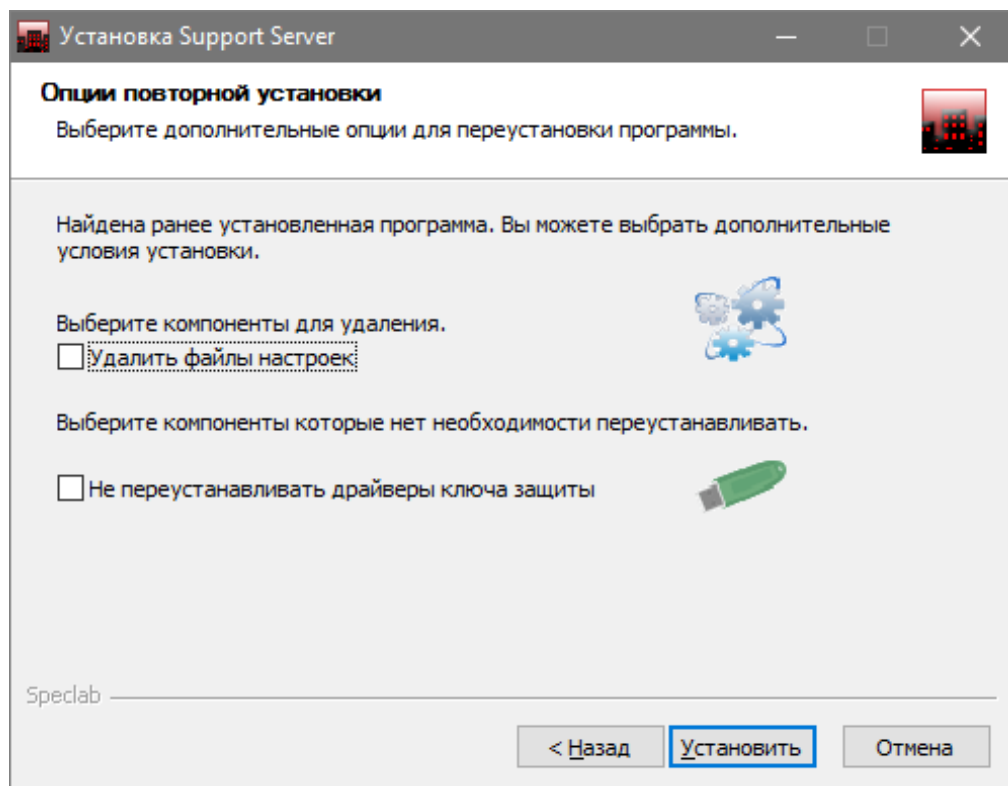 Установка Support Server
Опции повторной установки
Выберите дополнительные опции для переустановки программы.
Найдена ранее установленная программа. Вы можете выбрать дополнительные
условия установки.
Выберите компоненты для удаления.
Удалить файлы настроек
Выберите компоненты которые нет необходимости переустанавливать.
Не переустанавливать драйверы ключа защиты
Speclab
< Назад
Установить
Отмена